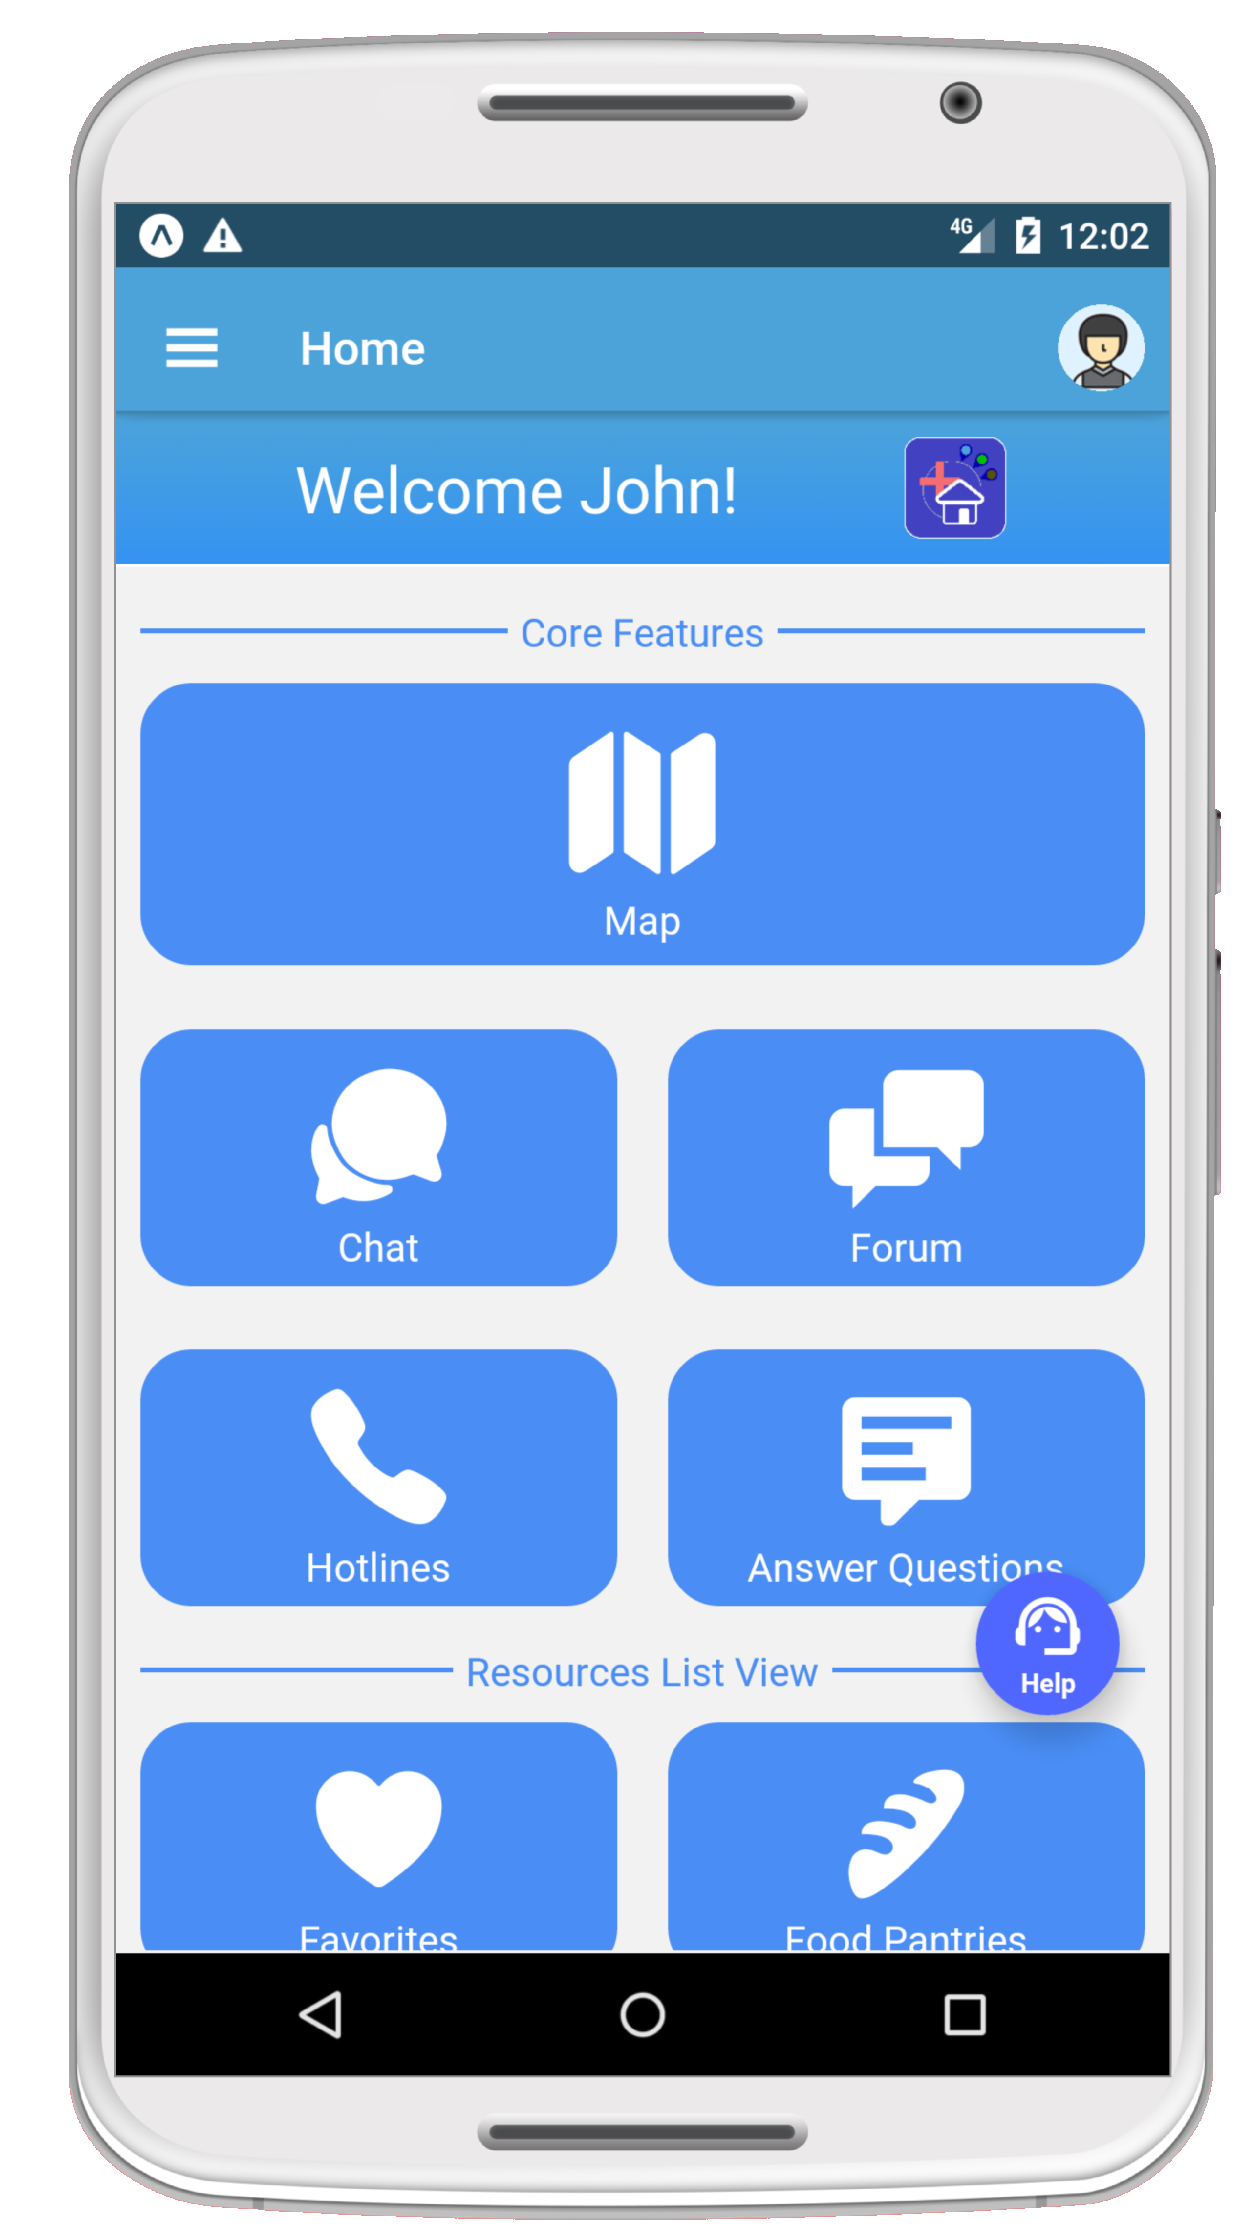 4G 12:02
Home
Welcome John!
Core Features
Map
Chat Forum
Hotlines Answer Questions
Help
Resources List View
Favorites Food Pantries